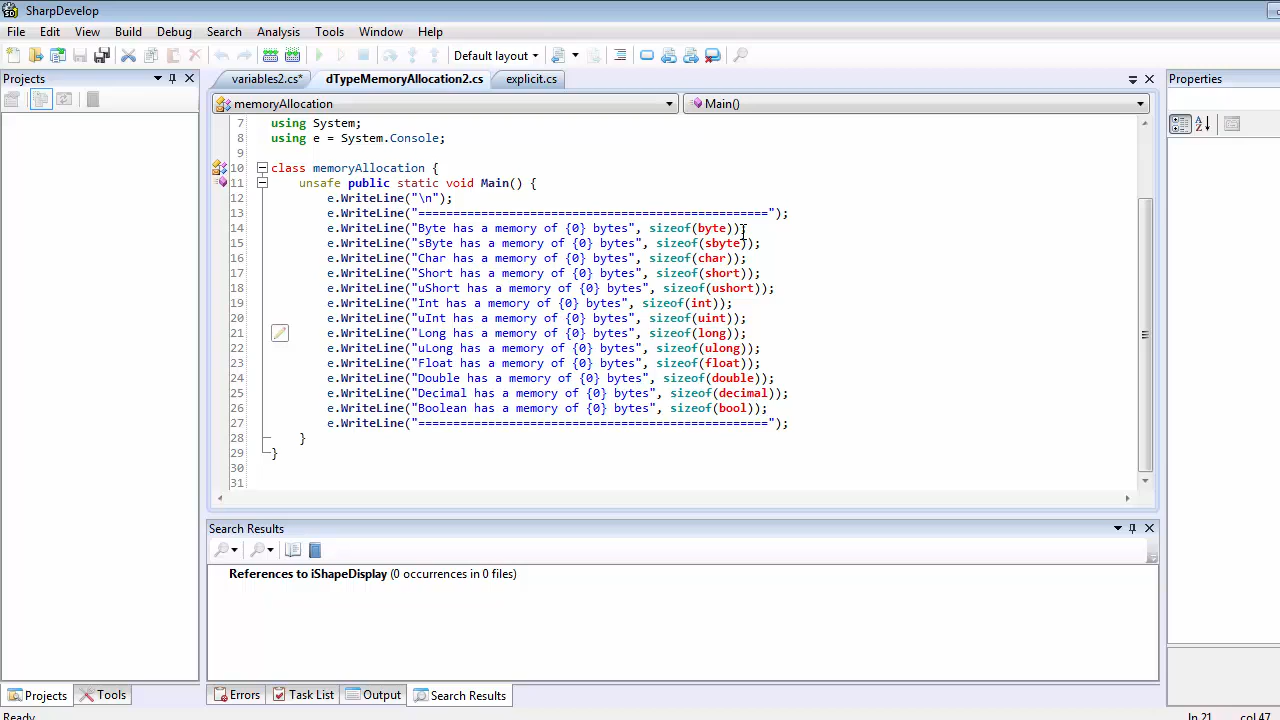 SharpDevelop
File Edit View Build Debug Search Analysis Tools Window Help
Default layout
Projects
variables2.cs* dTypeMemoryAllocation2.cs explicit.cs
Properties
memoryAllocation Main()
7 using System;
8 using e = System.Console;
9
10 class memoryAllocation {
11 unsafe public static void Main() {
12 e.WriteLine("\n");
13 e.WriteLine("==================================================");
14 e.WriteLine("Byte has a memory of {0} bytes", sizeof(byte));
15 e.WriteLine("sByte has a memory of {0} bytes", sizeof(sbyte));
16 e.WriteLine("Char has a memory of {0} bytes", sizeof(char));
17 e.WriteLine("Short has a memory of {0} bytes", sizeof(short));
18 e.WriteLine("uShort has a memory of {0} bytes", sizeof(ushort));
19 e.WriteLine("Int has a memory of {0} bytes", sizeof(int));
20 e.WriteLine("uInt has a memory of {0} bytes", sizeof(uint));
21 e.WriteLine("Long has a memory of {0} bytes", sizeof(long));
22 e.WriteLine("uLong has a memory of {0} bytes", sizeof(ulong));
23 e.WriteLine("Float has a memory of {0} bytes", sizeof(float));
24 e.WriteLine("Double has a memory of {0} bytes", sizeof(double));
25 e.WriteLine("Decimal has a memory of {0} bytes", sizeof(decimal));
26 e.WriteLine("Boolean has a memory of {0} bytes", sizeof(bool));
27 e.WriteLine("==================================================");
28 }
29 }
30
31
Search Results
References to iShapeDisplay (0 occurrences in 0 files)
Projects Tools
Errors Task List Output Search Results
Ready
ln 21 col 47